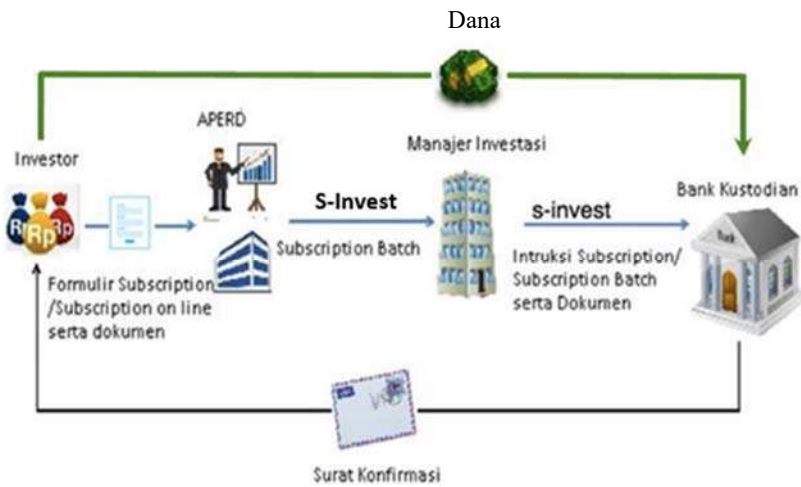 Dana
APERD
Investor
Manajer Investasi
Bank Kustodian
Rp
S-Invest
s-invest
Subscription Batch
Formulir Subscription
/Subscription on line
serta dokumen
Intruksi Subscription/
Subscription Batch
serta Dokumen
Surat Konfirmasi